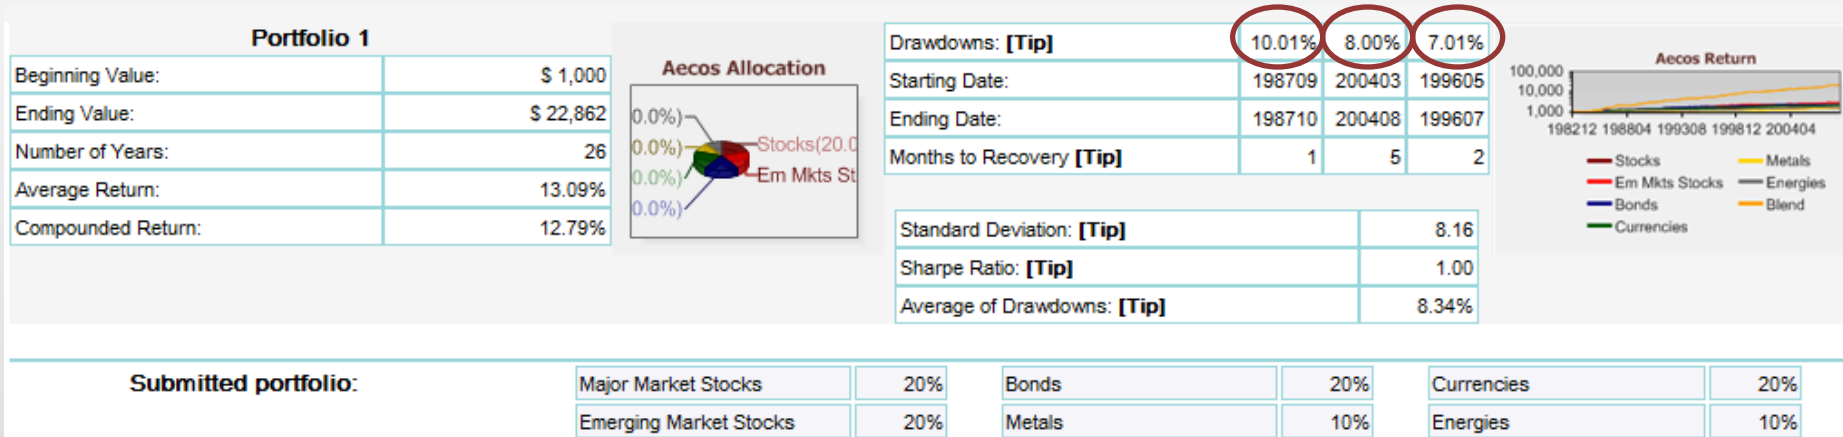 Portfolio 1
Beginning Value: $ 1,000
Ending Value: $ 22,862
Number of Years: 26
Average Return: 13.09%
Compounded Return: 12.79%
Aecos Allocation
0.0%)
0.0%) Stocks(20.0
0.0%) Em Mkts St
0.0%)
Drawdowns: [Tip] 10.01% 8.00% 7.01%
Starting Date: 198709 200403 199605
Ending Date: 198710 200408 199607
Months to Recovery [Tip] 1 5 2
Standard Deviation: [Tip] 8.16
Sharpe Ratio: [Tip] 1.00
Average of Drawdowns: [Tip] 8.34%
Aecos Return
100,000
10,000
1,000
198212 198804 199308 199812 200404
Stocks Metals
Em Mkts Stocks Energies
Bonds Blend
Currencies
Submitted portfolio:
Major Market Stocks 20% Bonds 20% Currencies 20%
Emerging Market Stocks 20% Metals 10% Energies 10%